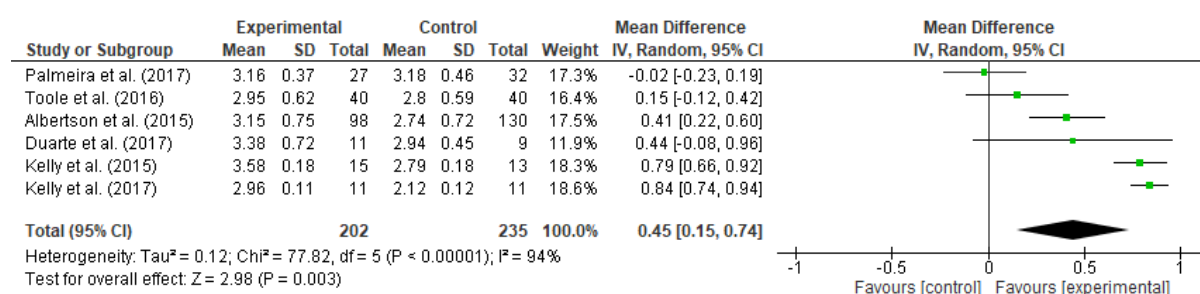 Experimental Control Mean Difference Mean Difference
Study or Subgroup Mean SD Total Mean SD Total Weight IV, Random, 95% CI IV, Random, 95% CI
Palmeira et al. (2017) 3.16 0.37 27 3.18 0.46 32 17.3% -0.02 [-0.23, 0.19]
Toole et al. (2016) 2.95 0.62 40 2.8 0.59 40 16.4% 0.15 [-0.12, 0.42]
Albertson et al. (2015) 3.15 0.75 98 2.74 0.72 130 17.5% 0.41 [0.22, 0.60]
Duarte et al. (2017) 3.38 0.72 11 2.94 0.45 9 11.9% 0.44 [-0.08, 0.96]
Kelly et al. (2015) 3.58 0.18 15 2.79 0.18 13 18.3% 0.79 [0.66, 0.92]
Kelly et al. (2017) 2.96 0.11 11 2.12 0.12 11 18.6% 0.84 [0.74, 0.94]
Total (95% CI) 202 235 100.0% 0.45 [0.15, 0.74]
Heterogeneity: Tau² = 0.12; Chi² = 77.82, df = 5 (P < 0.00001); I² = 94%
Test for overall effect: Z = 2.98 (P = 0.003)
-1 -0.5 0 0.5 1
Favours [control] Favours [experimental]